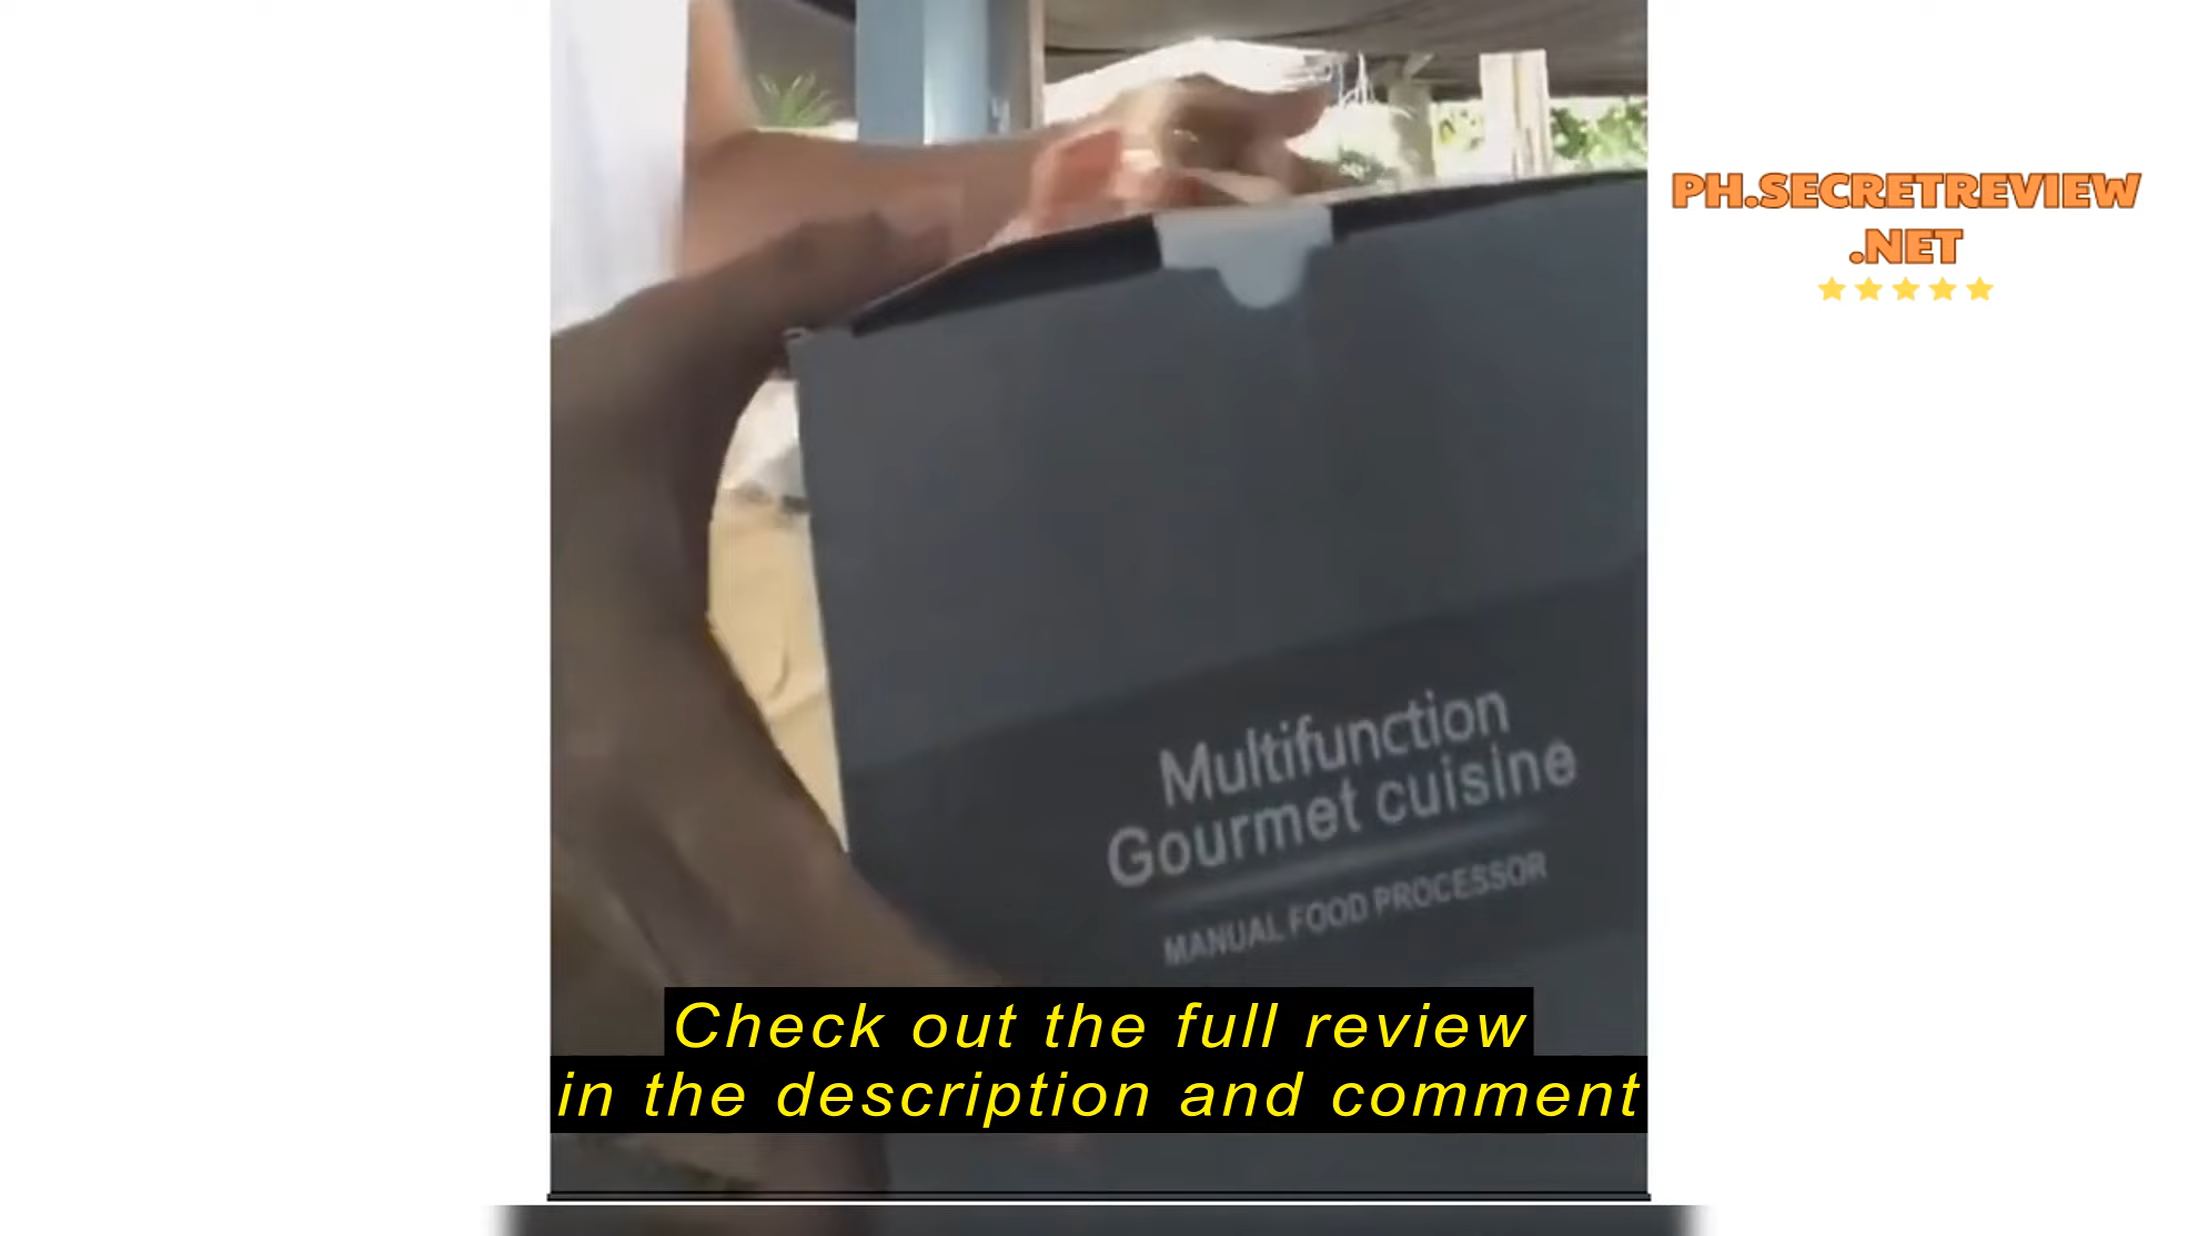 PH.SECRETREVIEW
.NET
Multifunction
Gourmet cuisine
MANUAL FOOD PROCESSOR
Check out the full review
in the description and comment